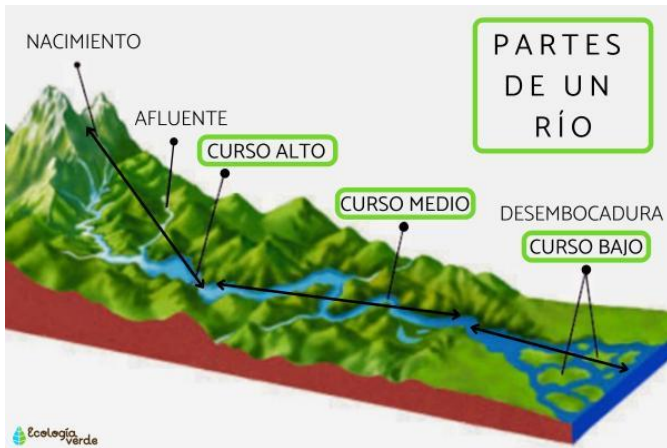 PARTES
DE UN
RÍO
NACIMIENTO
AFLUENTE
CURSO ALTO
CURSO MEDIO
DESEMBOCADURA
CURSO BAJO
Ecología
verde